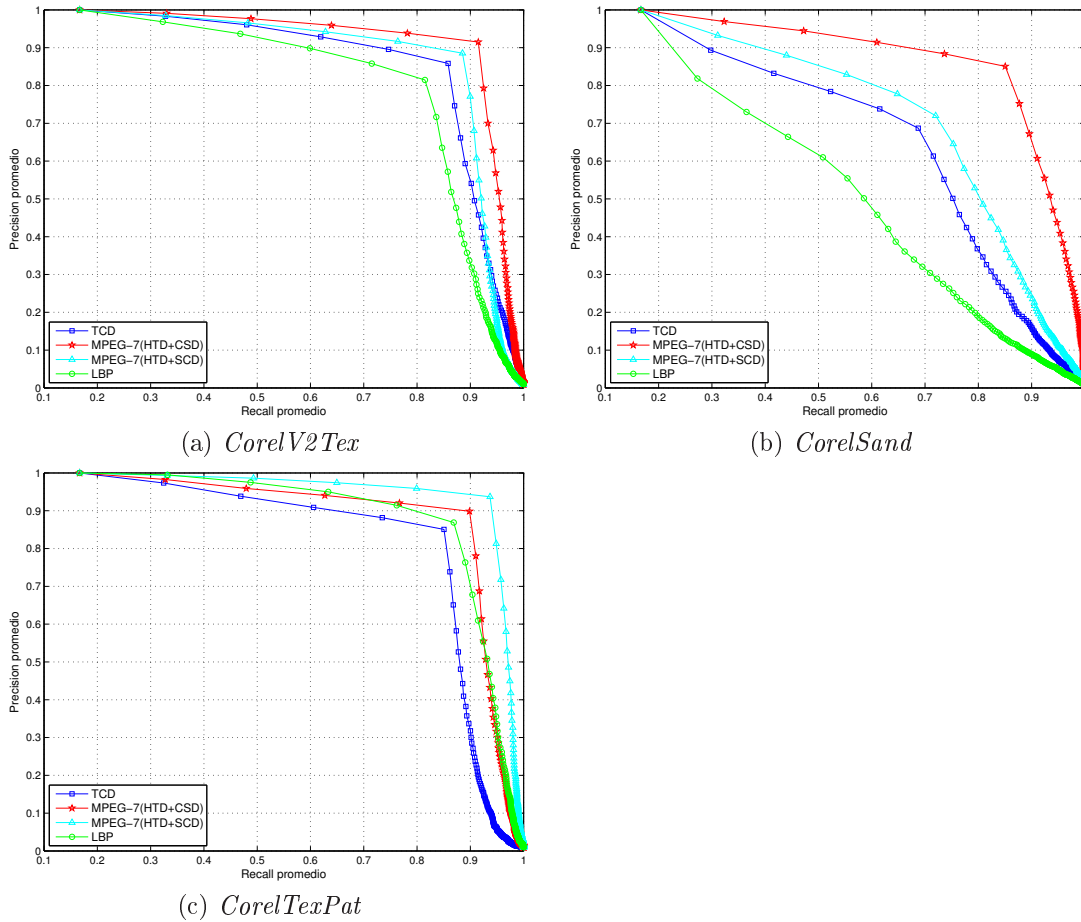 1
0.9
0.8
0.7
0.6
0.5
0.4
0.3
0.2
0.1
0
Precision promedio
TCD
MPEG−7(HTD+CSD)
MPEG−7(HTD+SCD)
LBP
0.1 0.2 0.3 0.4 0.5 0.6 0.7 0.8 0.9 1
Recall promedio
(a) CorelV2Tex
1
0.9
0.8
0.7
0.6
0.5
0.4
0.3
0.2
0.1
0
Precision promedio
TCD
MPEG−7(HTD+CSD)
MPEG−7(HTD+SCD)
LBP
0.1 0.2 0.3 0.4 0.5 0.6 0.7 0.8 0.9
Recall promedio
(b) CorelSand
1
0.9
0.8
0.7
0.6
0.5
0.4
0.3
0.2
0.1
0
Precision promedio
TCD
MPEG−7(HTD+CSD)
MPEG−7(HTD+SCD)
LBP
0.1 0.2 0.3 0.4 0.5 0.6 0.7 0.8 0.9 1
Recall promedio
(c) CorelTexPat